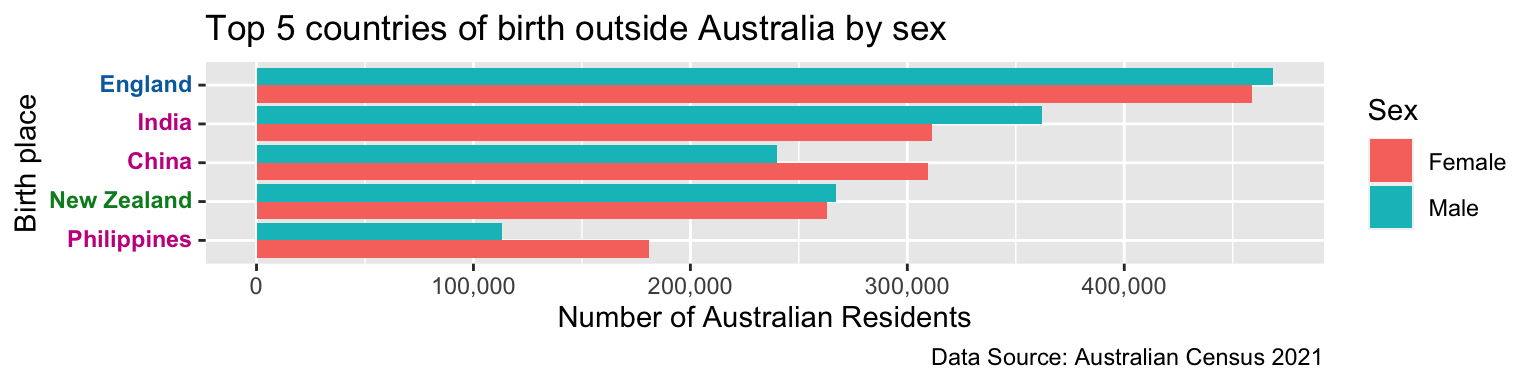 Top 5 countries of birth outside Australia by sex
Birth place
England
India
China
New Zealand
Philippines
0 100,000 200,000 300,000 400,000
Number of Australian Residents
Sex
Female
Male
Data Source: Australian Census 2021